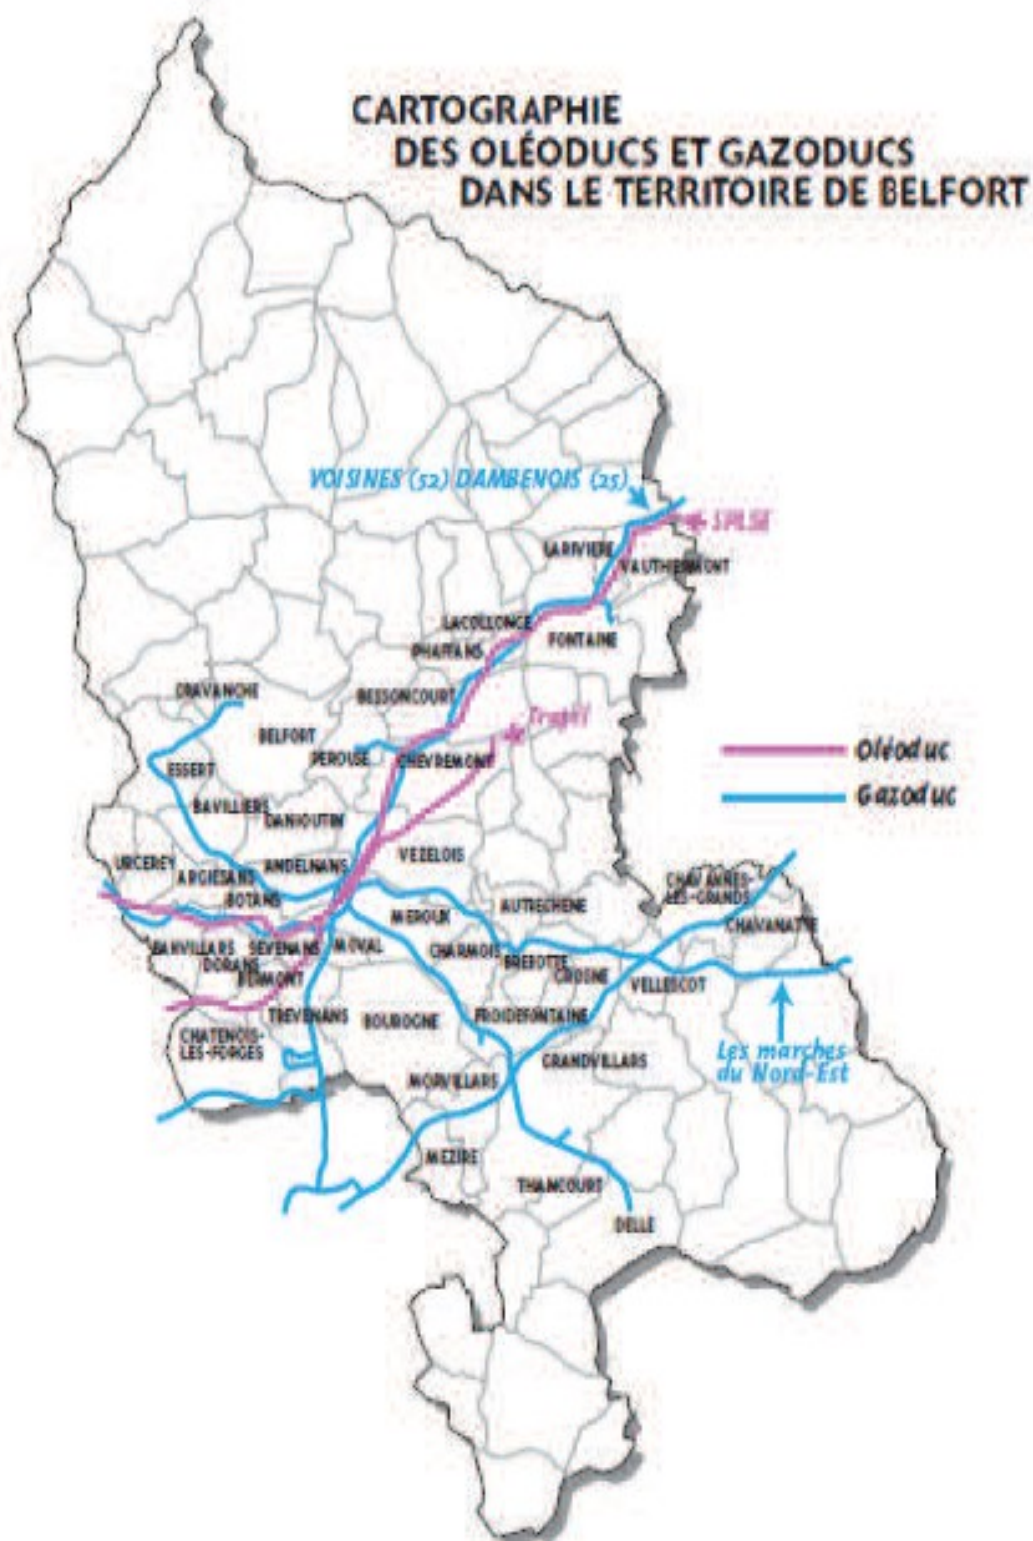 CARTOGRAPHIE
DES OLÉODUCS ET GAZODUCS
DANS LE TERRITOIRE DE BELFORT
VOISINES (52) DAMBENOIS (25)
SPLSE
LARIVIERE
VAUTHIERMONT
LACOLLONGE
FONTAINE
PHAFFANS
BESSONCOURT
CRAVANCHE
Trapil
BELFORT
PEROUSE
CHEVREMONT
Oléoduc
ESSERT
Gazoduc
BAVILLIERS
DANJOUTIN
VEZELOIS
URCEREY
ANDELNANS
ARGIESANS
CHAVANNES-
LES-GRANDS
BOTANS
AUTRECHENE
MEROUX
CHAVANATTE
BANVILLARS
SEVENANS
MOVAL
CHARMOIS
BREBOTTE
DORANS
BERMONT
GROSNE
VELLESCOT
TREVENANS
BOUROGNE
FROIDEFONTAINE
CHATENOIS-
LES-FORGES
GRANDVILLARS
Les marches
du Nord-Est
MORVILLARS
MEZIRE
THANCOURT
DELLE